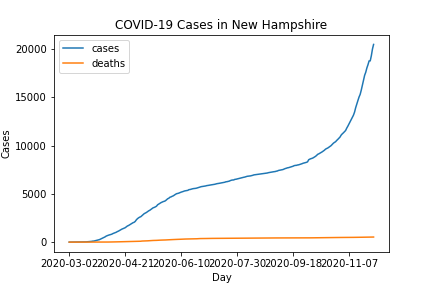 COVID-19 Cases in New Hampshire
cases
deaths
20000
15000
10000
5000
0
Cases
2020-03-02
2020-04-21
2020-06-10
2020-07-30
2020-09-18
2020-11-07
Day